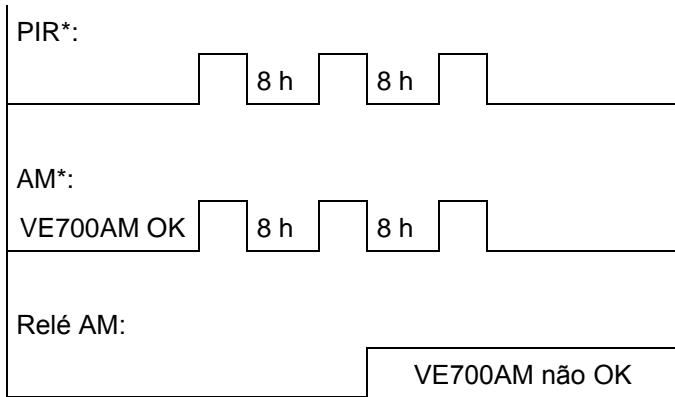 PIR*:
8 h 8 h
AM*:
VE700AM OK 8 h 8 h
Relé AM:
VE700AM não OK